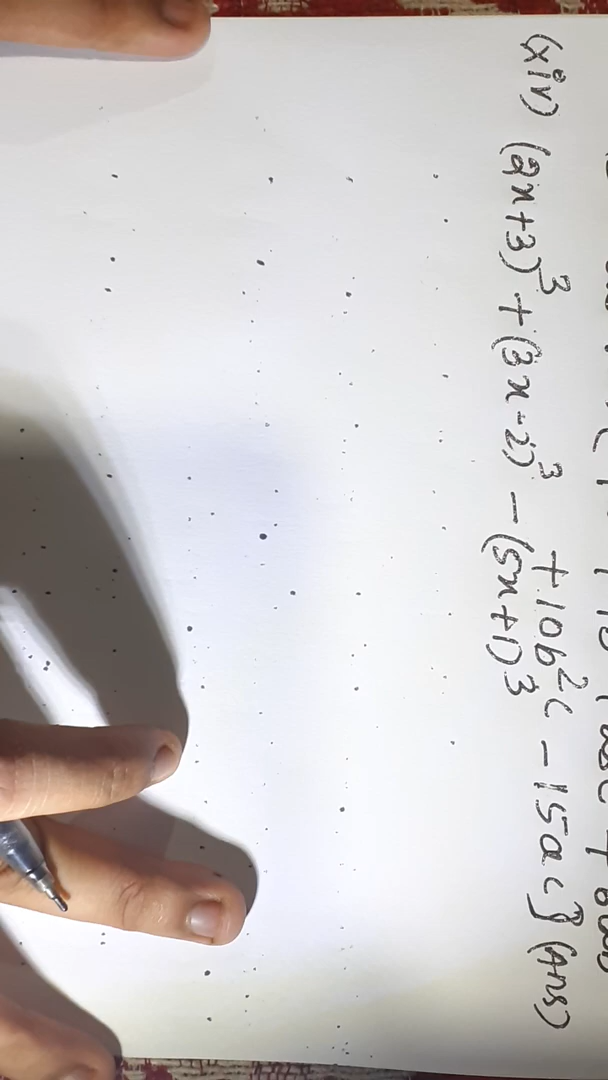 +10b²c - 15ac} (Ans)
(xiv) (2x+3)³ + (3x-2)³ - (5x+1)³